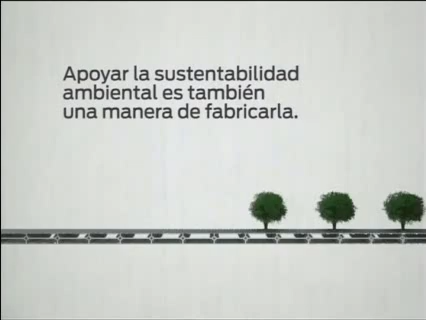 Apoyar la sustentabilidad
ambiental es también
una manera de fabricarla.